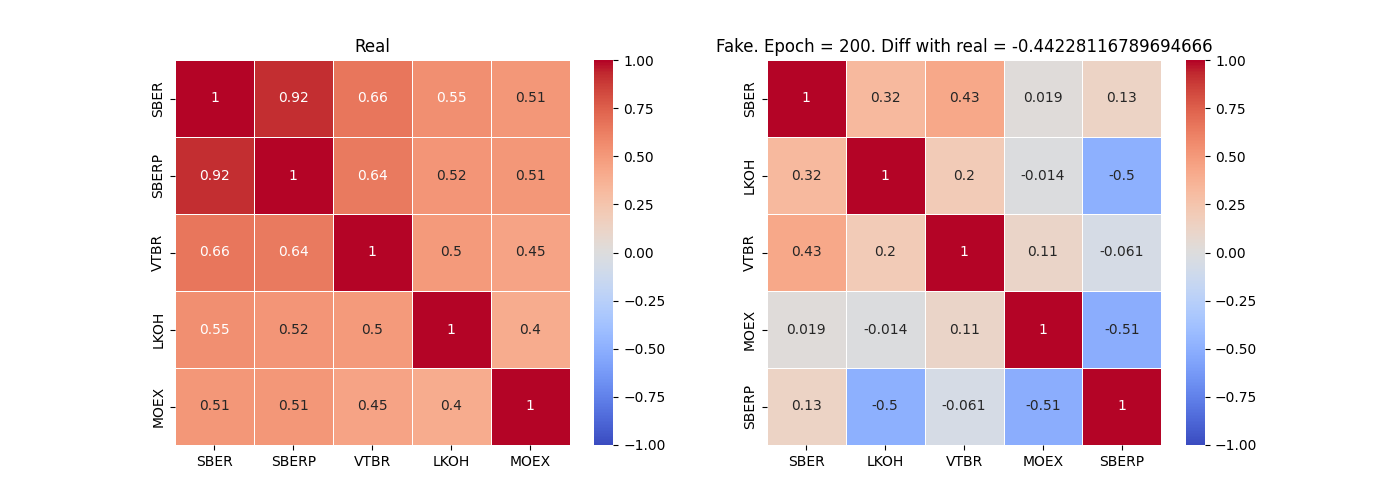 Real
SBER 1 0.92 0.66 0.55 0.51
SBERP 0.92 1 0.64 0.52 0.51
VTBR 0.66 0.64 1 0.5 0.45
LKOH 0.55 0.52 0.5 1 0.4
MOEX 0.51 0.51 0.45 0.4 1
SBER SBERP VTBR LKOH MOEX
1.00
0.75
0.50
0.25
0.00
−0.25
−0.50
−0.75
−1.00
Fake. Epoch = 200. Diff with real = -0.44228116789694666
SBER 1 0.32 0.43 0.019 0.13
LKOH 0.32 1 0.2 -0.014 -0.5
VTBR 0.43 0.2 1 0.11 -0.061
MOEX 0.019 -0.014 0.11 1 -0.51
SBERP 0.13 -0.5 -0.061 -0.51 1
SBER LKOH VTBR MOEX SBERP
1.00
0.75
0.50
0.25
0.00
−0.25
−0.50
−0.75
−1.00